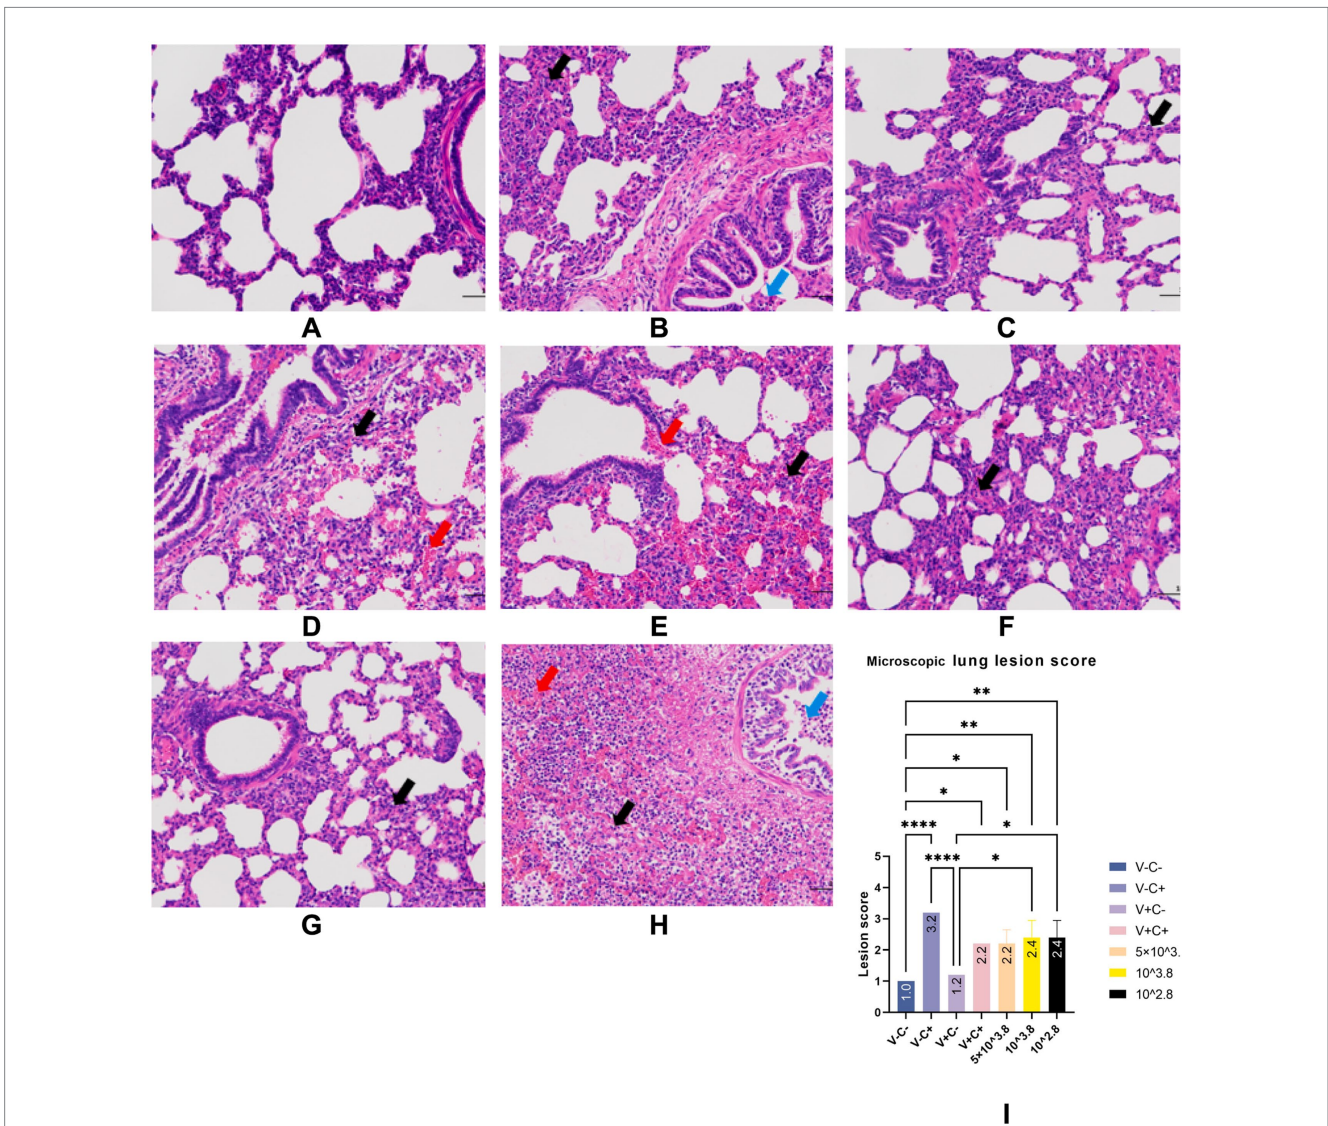 A
B
C
D
E
F
G
H
Microscopic lung lesion score
**
**
*
*
**** *
**** *
Lesion score
5
4
3
2
1
0
1.0
3.2
1.2
2.2
2.2
2.4
2.4
V-C-
V-C+
V+C-
V+C+
5×10^3.8
10^3.8
10^2.8
V-C-
V-C+
V+C-
V+C+
5×10^3.
10^3.8
10^2.8
I